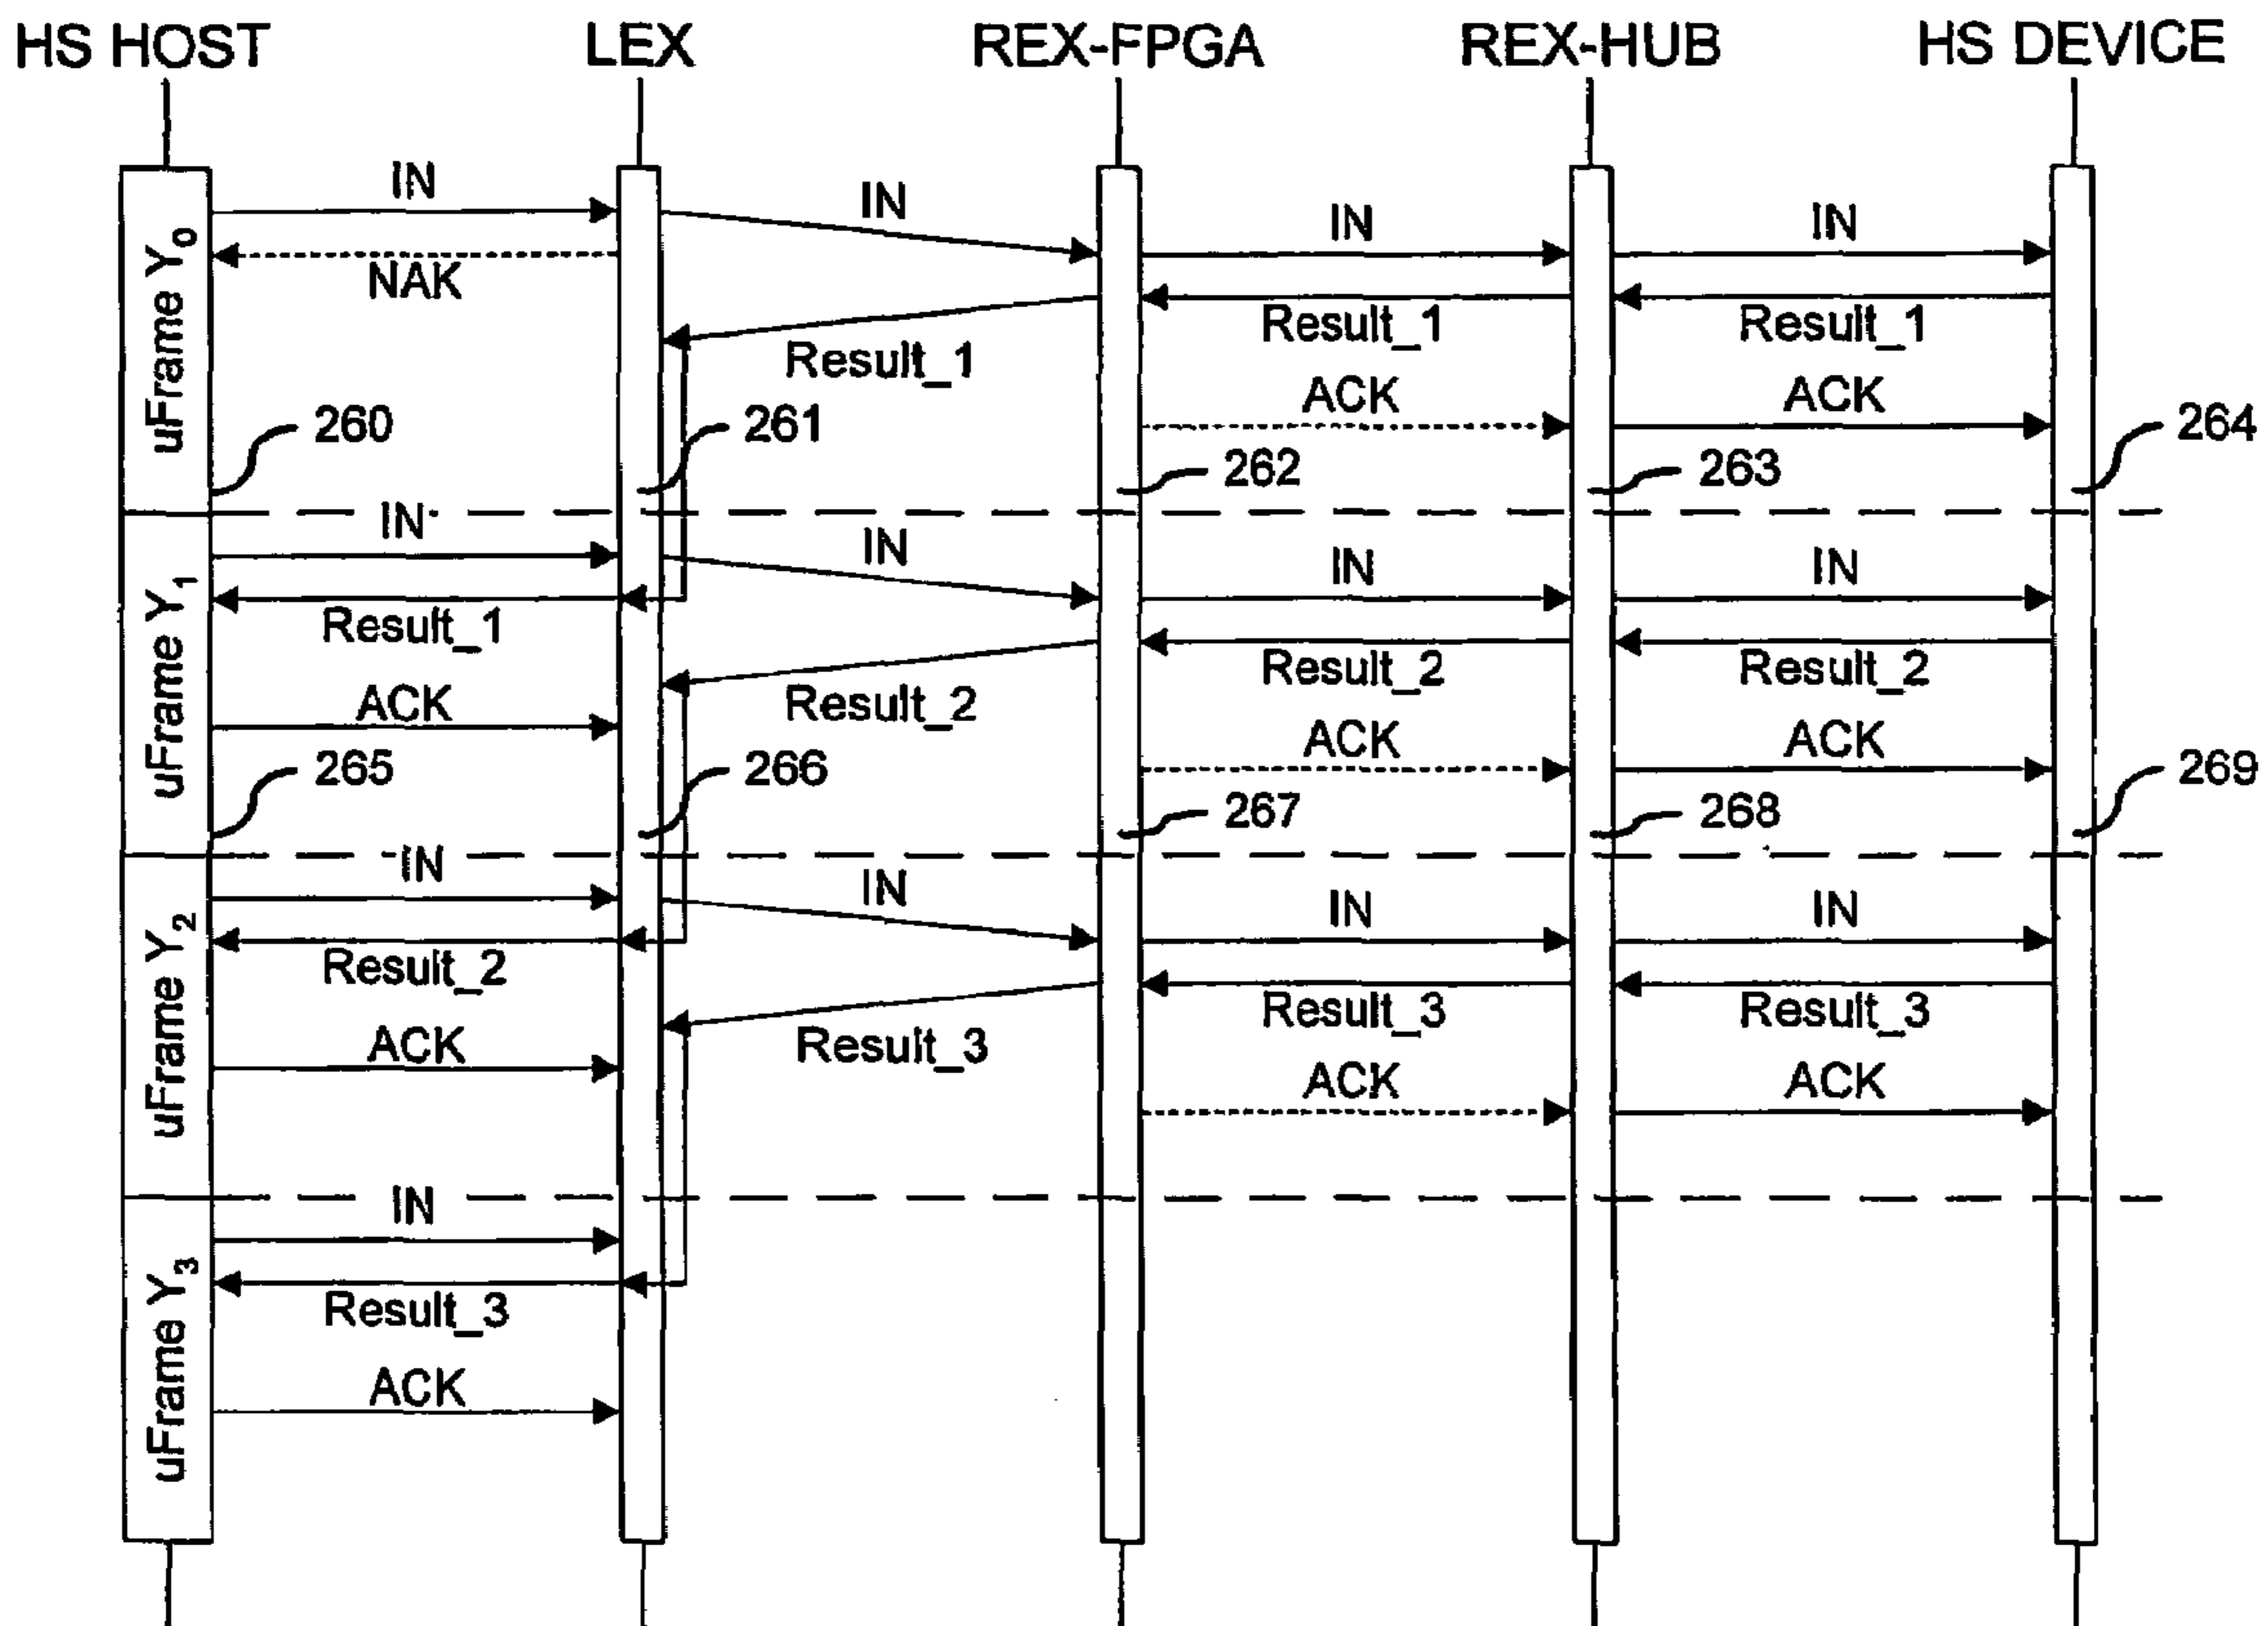 HS HOST LEX REX-FPGA REX-HUB HS DEVICE
IN IN IN IN
uFrame Y0
NAK
Result_1 Result_1 Result_1
ACK ACK
260 261 262 263 264
IN IN IN IN
uFrame Y1
Result_1 Result_2 Result_2 Result_2
ACK ACK ACK
265 266 267 268 269
IN IN IN IN
uFrame Y2
Result_2 Result_3 Result_3 Result_3
ACK ACK ACK
IN
uFrame Y3
Result_3
ACK